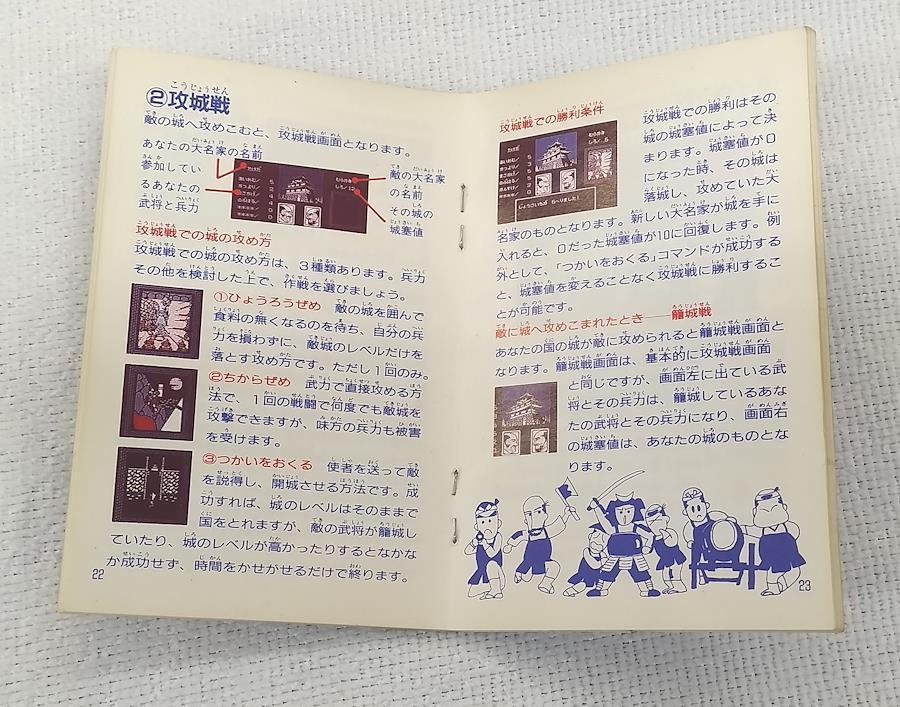 ②攻城戦
敵の城へ攻めこむと、攻城戦画面となります。
あなたの大名家の名前
参加してい
るあなたの
武将と兵力
敵の大名家
の名前
その城の
城塞値
攻城戦での城の攻め方
攻城戦での城の攻め方は、3種類あります。兵力
その他を検討した上で、作戦を選びましょう。
①ひょうろうぜめ 敵の城を囲んで
食料の無くなるのを待ち、自分の兵
力を損わずに、敵城のレベルだけを
落とす攻め方です。ただし1回のみ。
②ちからぜめ 武力で直接攻める方
法で、1回の戦闘で何度でも敵城を
攻撃できますが、味方の兵力も被害
を受けます。
③つかいをおくる 使者を送って敵
を説得し、開城させる方法です。成
功すれば、城のレベルはそのままで
国をとれますが、敵の武将が籠城し
ていたり、城のレベルが高かったりするとなかな
か成功せず、時間をかせがせるだけで終ります。
22
攻城戦での勝利条件
攻城戦での勝利はその
城の城塞値によって決
まります。城塞値が0
になった時、その城は
落城し、攻めていた大
名家のものとなります。新しい大名家が城を手に
入れると、0だった城塞値が10に回復します。例
外として、「つかいをおくる」コマンドが成功する
と、城塞値を変えることなく攻城戦に勝利するこ
とが可能です。
敵に城へ攻めこまれたとき——籠城戦
あなたの国の城が敵に攻められると籠城戦画面と
なります。籠城戦画面は、基本的に攻城戦画面
と同じですが、画面左に出ている武
将とその兵力は、籠城しているあな
たの武将とその兵力になり、画面右
の城塞値は、あなたの城のものとな
ります。
23